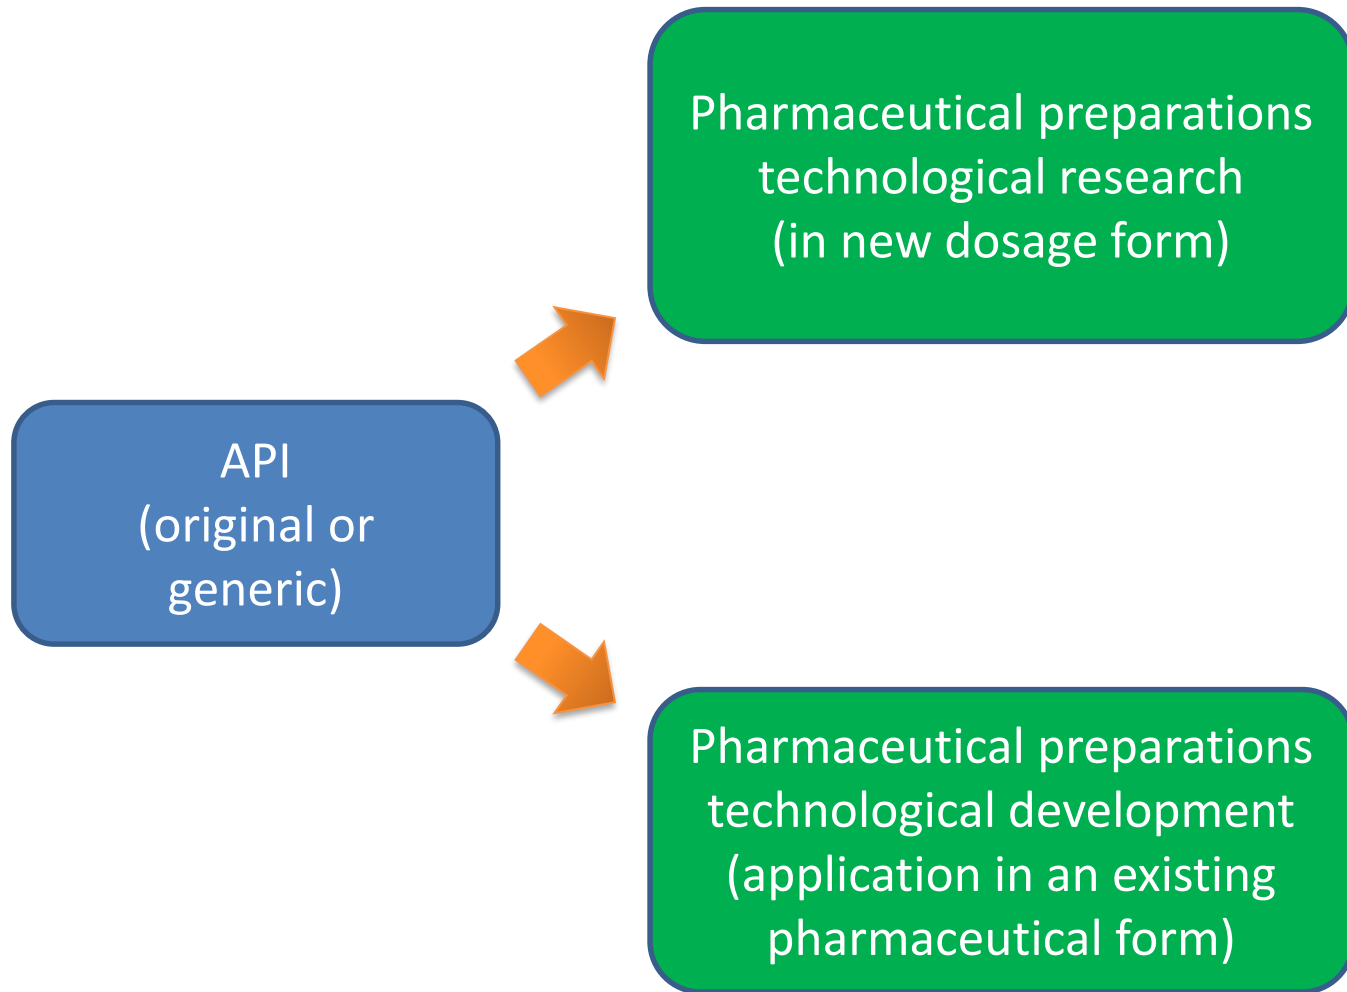 Pharmaceutical preparations
technological research
(in new dosage form)
API
(original or
generic)
Pharmaceutical preparations
technological development
(application in an existing
pharmaceutical form)